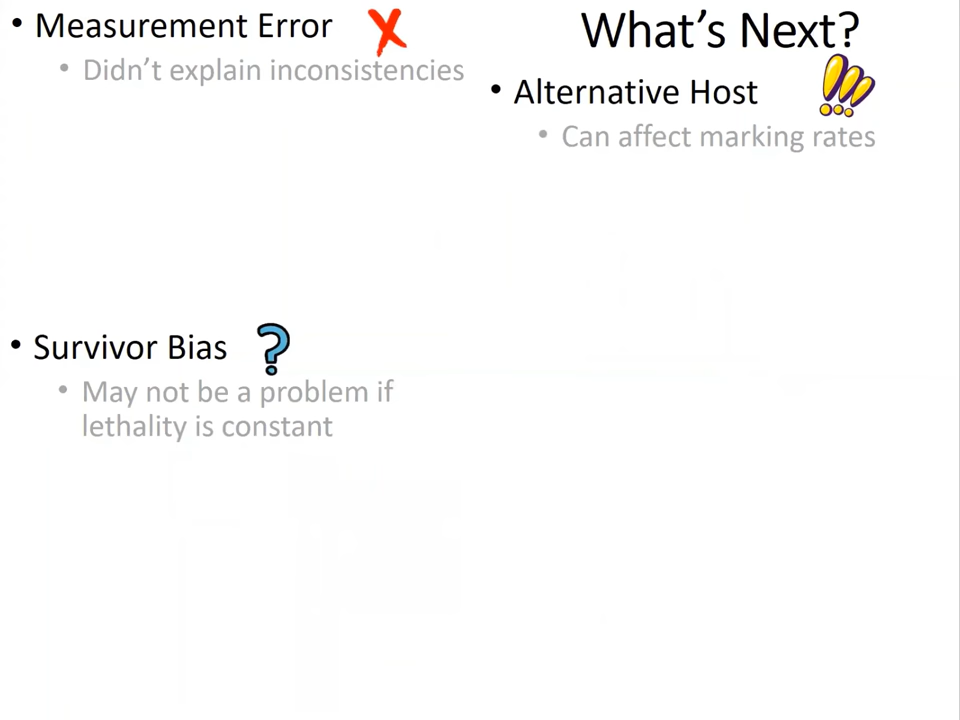 • Measurement Error
• Didn't explain inconsistencies
• Survivor Bias
• May not be a problem if
lethality is constant
What's Next?
• Alternative Host
• Can affect marking rates